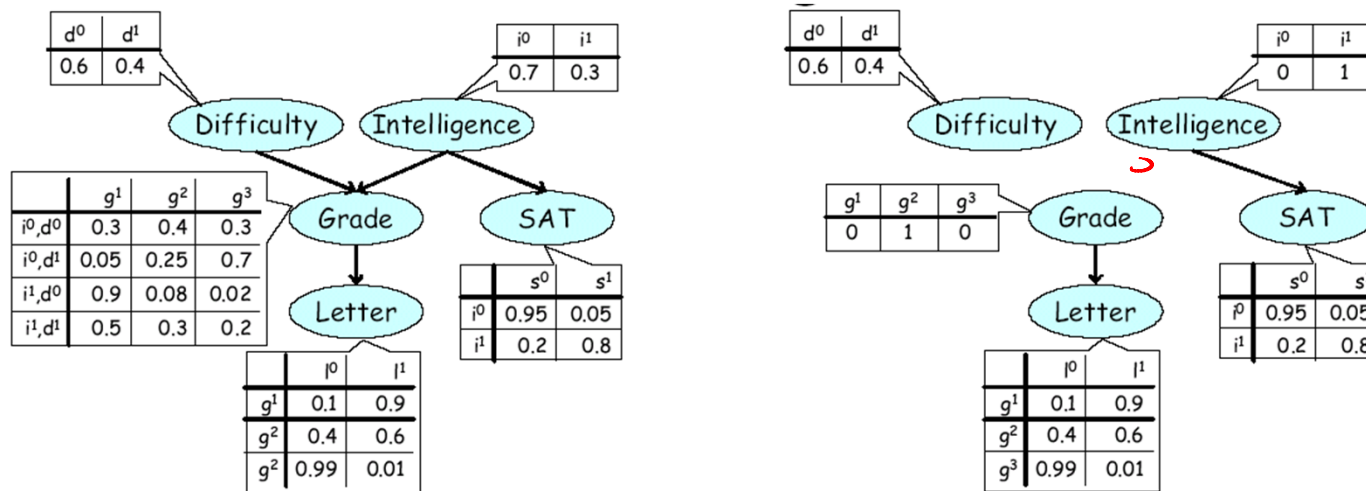 d⁰ d¹
0.6 0.4
i⁰ i¹
0.7 0.3
Difficulty
Intelligence
g¹ g² g³
i⁰,d⁰ 0.3 0.4 0.3
i⁰,d¹ 0.05 0.25 0.7
i¹,d⁰ 0.9 0.08 0.02
i¹,d¹ 0.5 0.3 0.2
Grade
SAT
s⁰ s¹
i⁰ 0.95 0.05
i¹ 0.2 0.8
Letter
l⁰ l¹
g¹ 0.1 0.9
g² 0.4 0.6
g² 0.99 0.01
d⁰ d¹
0.6 0.4
i⁰ i¹
0 1
Difficulty
Intelligence
g¹ g² g³
0 1 0
Grade
SAT
s⁰ s
i⁰ 0.95 0.05
i¹ 0.2 0.8
Letter
l⁰ l¹
g¹ 0.1 0.9
g² 0.4 0.6
g³ 0.99 0.01